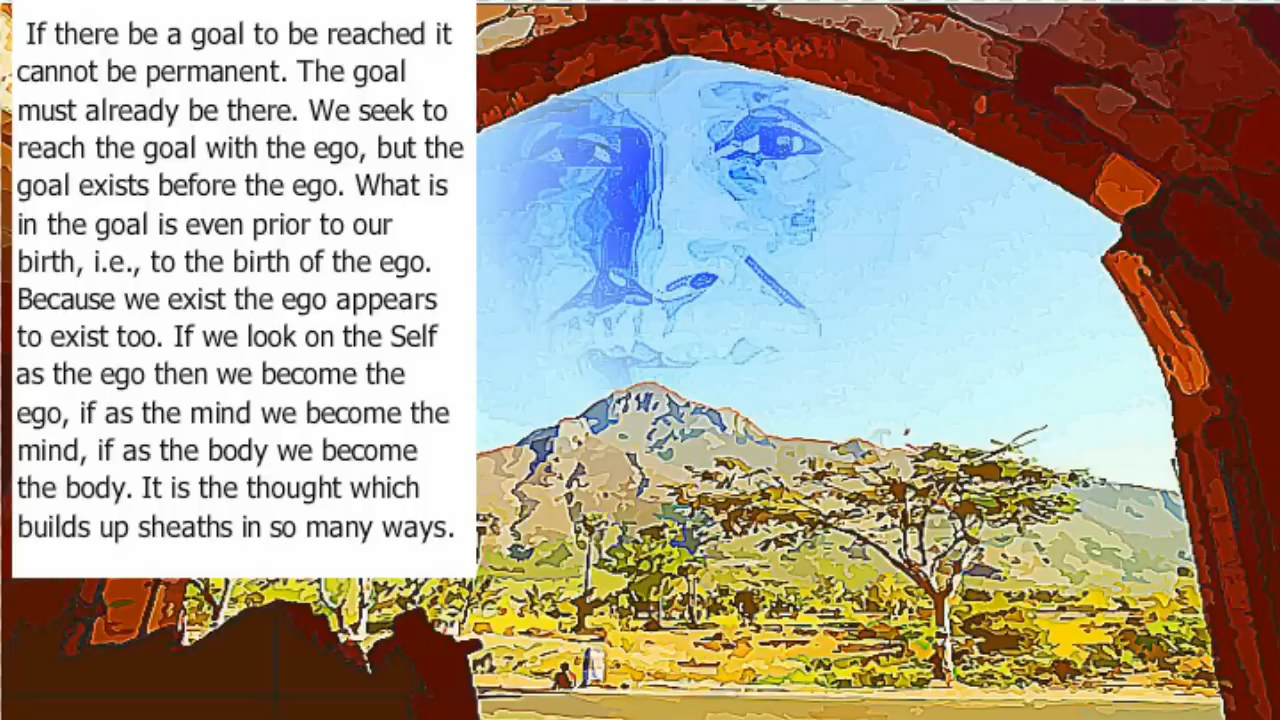 If there be a goal to be reached it
cannot be permanent. The goal
must already be there. We seek to
reach the goal with the ego, but the
goal exists before the ego. What is
in the goal is even prior to our
birth, i.e., to the birth of the ego.
Because we exist the ego appears
to exist too. If we look on the Self
as the ego then we become the
ego, if as the mind we become the
mind, if as the body we become
the body. It is the thought which
builds up sheaths in so many ways.